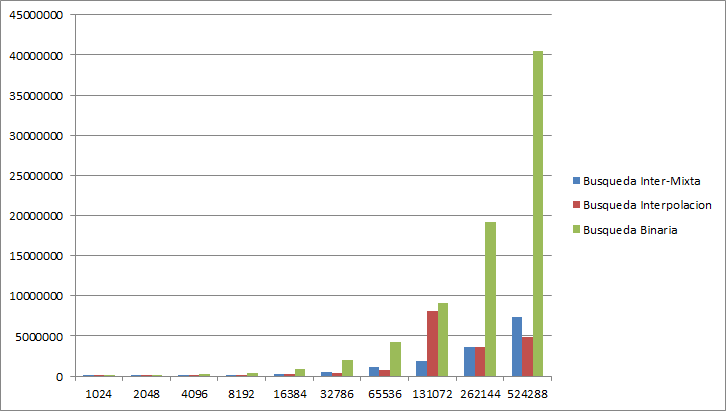 45000000
40000000
35000000
30000000
25000000
20000000
15000000
10000000
5000000
0
1024 2048 4096 8192 16384 32786 65536 131072 262144 524288
Busqueda Inter-Mixta
Busqueda Interpolacion
Busqueda Binaria